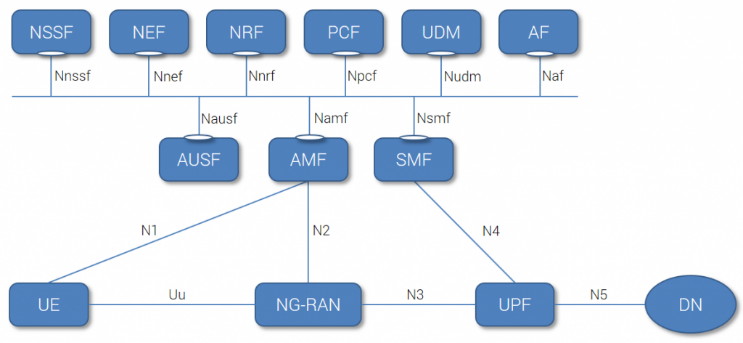 NSSF NEF NRF PCF UDM AF
Nnssf Nnef Nnrf Npcf Nudm Naf
Nausf Namf Nsmf
AUSF AMF SMF
N1 N2 N4
Uu N3 N5
UE NG-RAN UPF DN